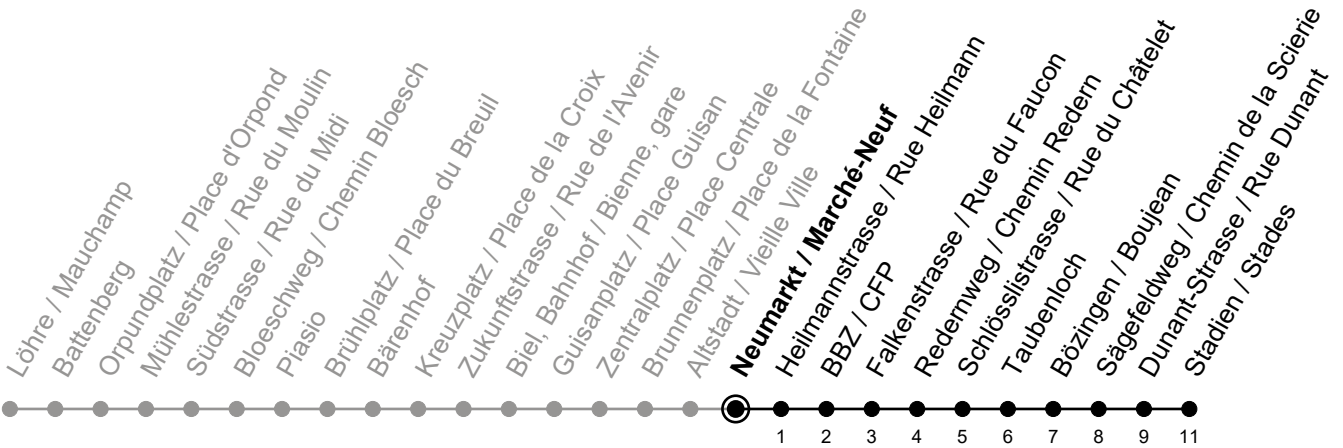 Löhre / Mauchamp
Battenberg
Orpundplatz / Place d'Orpond
Mühlestrasse / Rue du Moulin
Südstrasse / Rue du Midi
Bloeschweg / Chemin Bloesch
Piasio
Brühlplatz / Place du Breuil
Bärenhof
Kreuzplatz / Place de la Croix
Zukunftstrasse / Rue de l'Avenir
Biel, Bahnhof / Bienne, gare
Guisanplatz / Place Guisan
Zentralplatz / Place Centrale
Brunnenplatz / Place de la Fontaine
Altstadt / Vieille Ville
Neumarkt / Marché-Neuf
Heilmannstrasse / Rue Heilmann
BBZ / CFP
Falkenstrasse / Rue du Faucon
Redernweg / Chemin Redern
Schlösslistrasse / Rue du Châtelet
Taubenloch
Bözingen / Boujean
Sägefeldweg / Chemin de la Scierie
Dunant-Strasse / Rue Dunant
Stadien / Stades
1 2 3 4 5 6 7 8 9 11